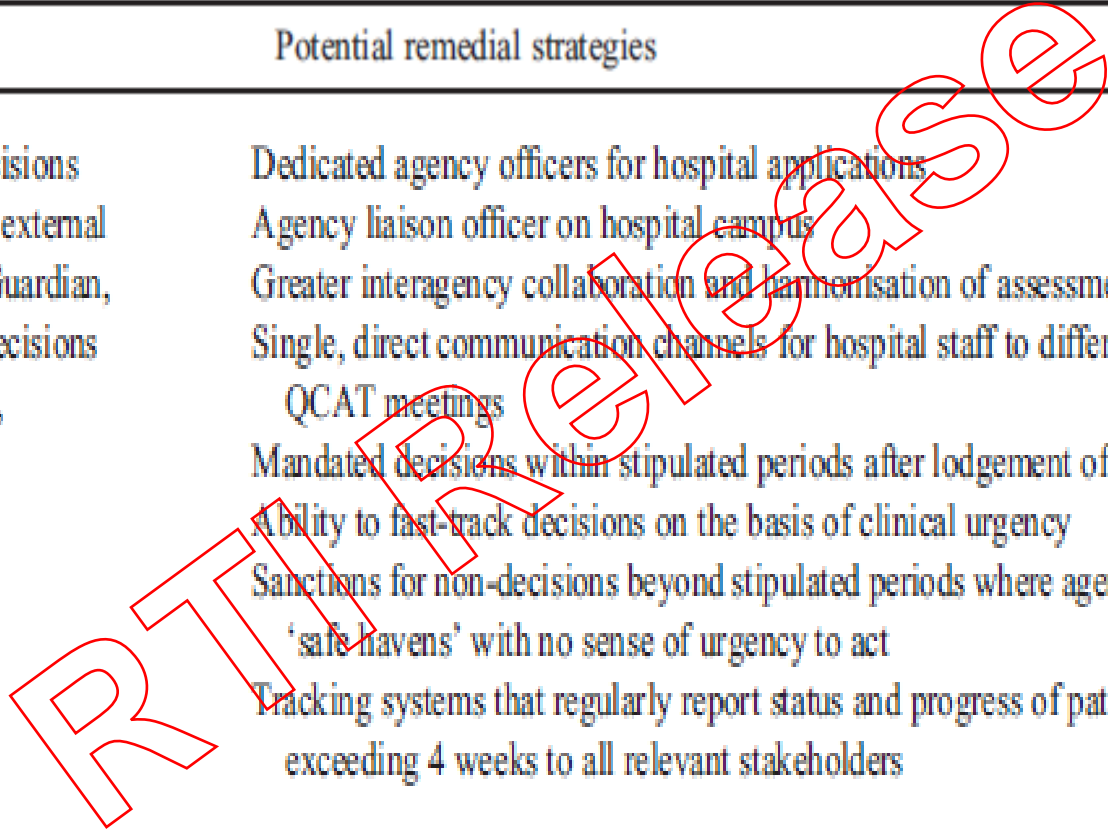 Potential remedial strategies
isions Dedicated agency officers for hospital applications
external Agency liaison officer on hospital campus
Guardian, Greater interagency collaboration and harmonisation of assessme
ecisions Single, direct communication channels for hospital staff to differ
, QCAT meetings
Mandated decisions within stipulated periods after lodgement of
Ability to fast-track decisions on the basis of clinical urgency
Sanctions for non-decisions beyond stipulated periods where age
‘safe havens’ with no sense of urgency to act
Tracking systems that regularly report status and progress of pat
exceeding 4 weeks to all relevant stakeholders
RTI Release